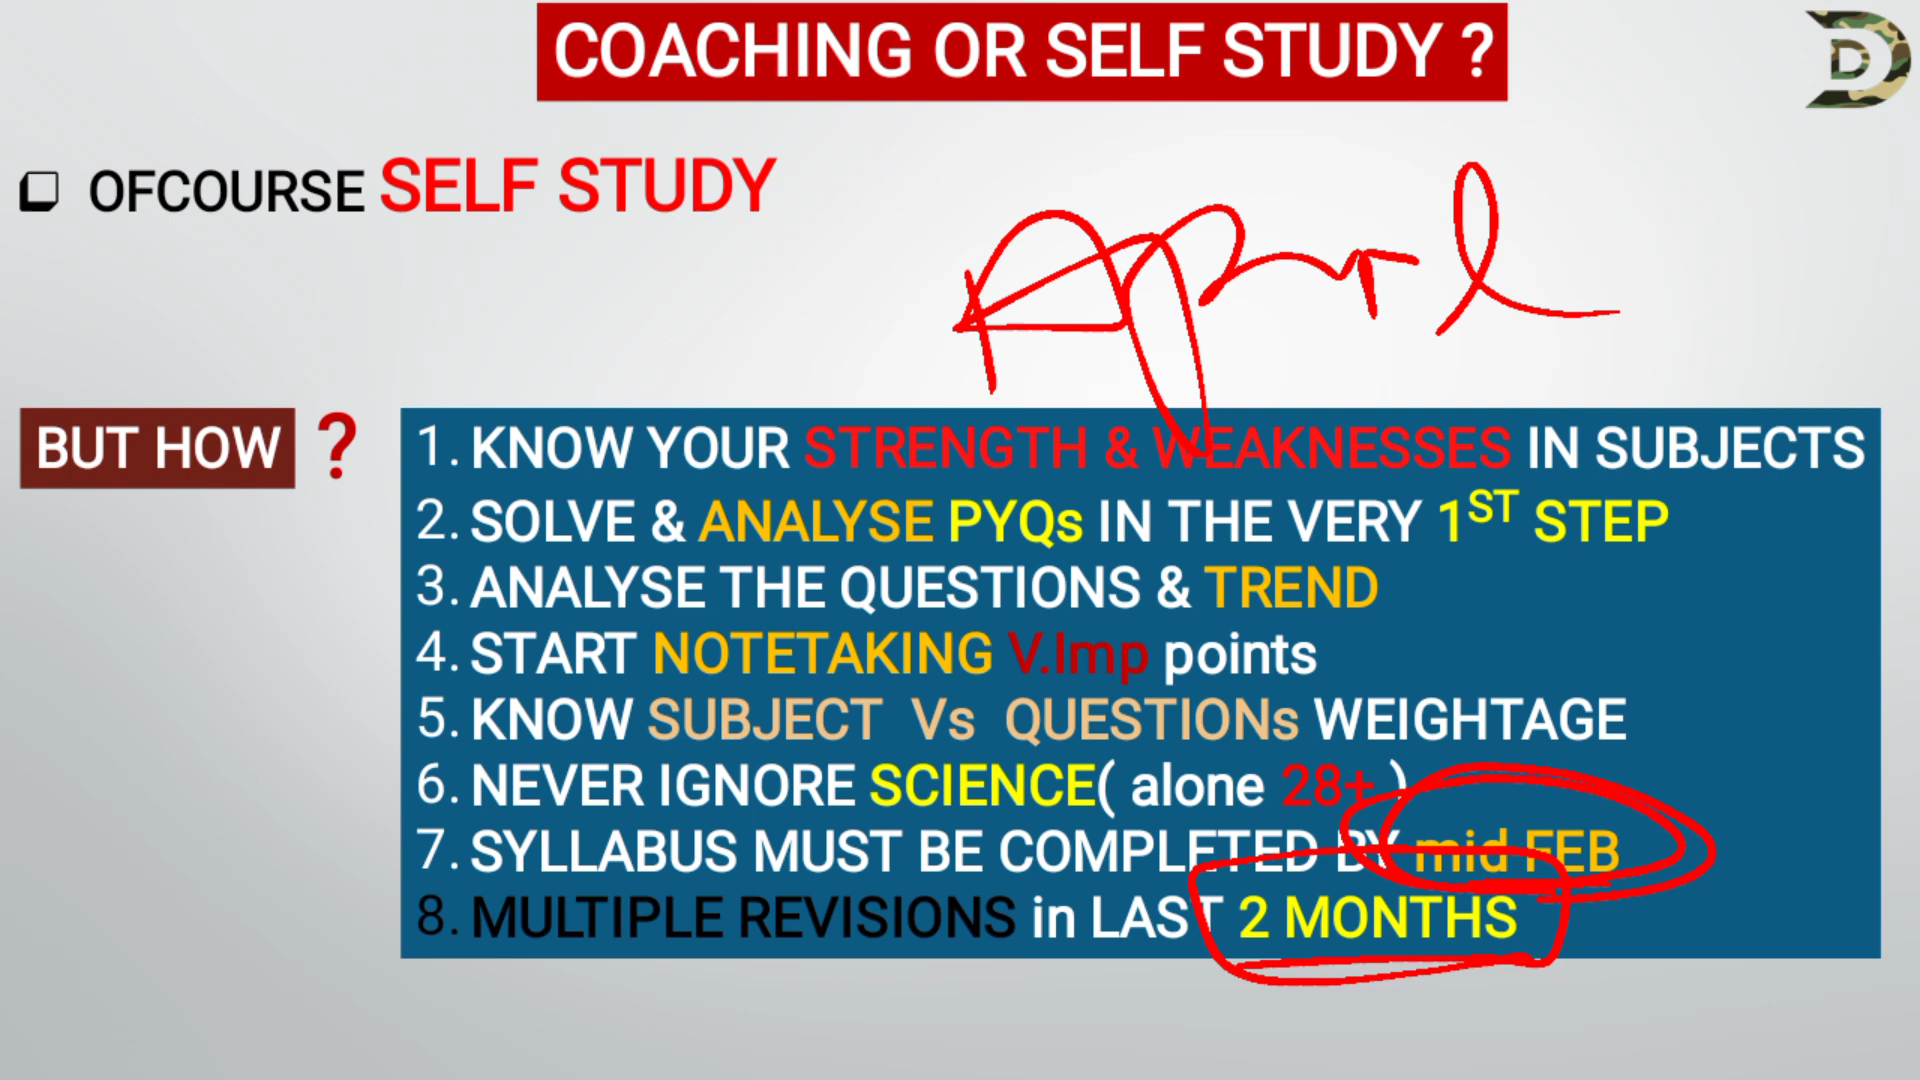 COACHING OR SELF STUDY ?
D
OFCOURSE SELF STUDY
April
BUT HOW ?
1. KNOW YOUR STRENGTH & WEAKNESSES IN SUBJECTS
2. SOLVE & ANALYSE PYQs IN THE VERY 1ST STEP
3. ANALYSE THE QUESTIONS & TREND
4. START NOTETAKING V.Imp points
5. KNOW SUBJECT Vs QUESTIONs WEIGHTAGE
6. NEVER IGNORE SCIENCE( alone 28+ )
7. SYLLABUS MUST BE COMPLETED BY mid FEB
8. MULTIPLE REVISIONS in LAST 2 MONTHS